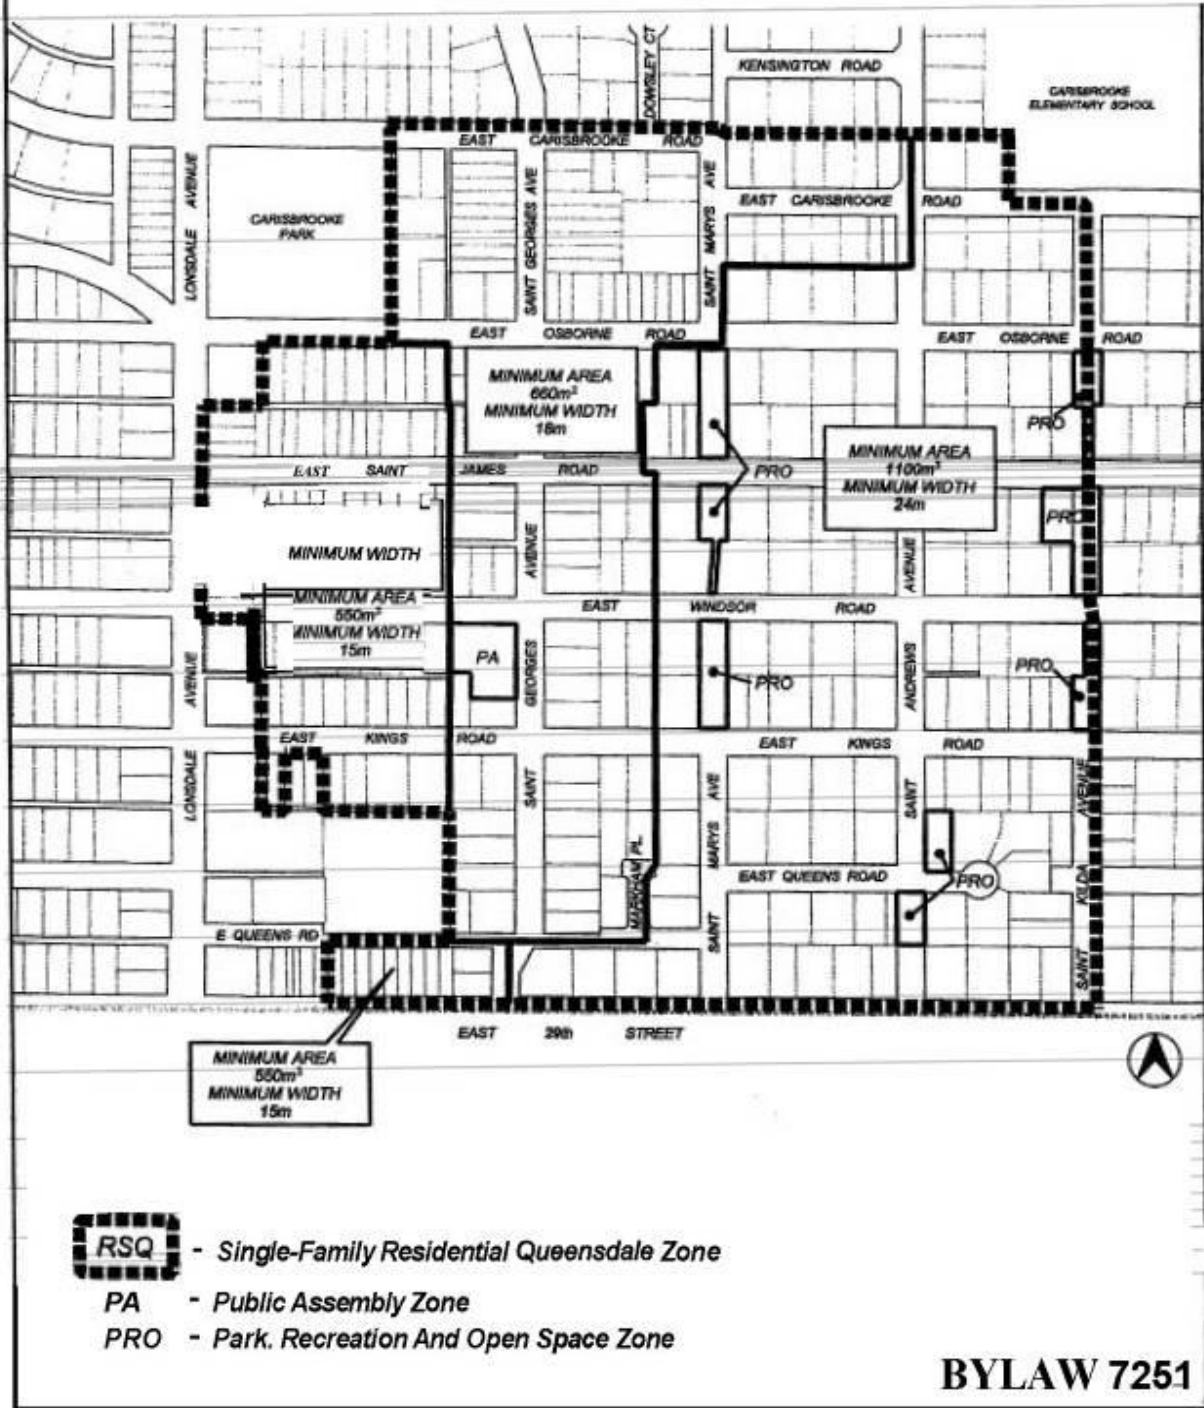 DOWSLEY CT
KENSINGTON ROAD
CARISBROOKE
ELEMENTARY SCHOOL
EAST CARISBROOKE ROAD
LONSDALE AVENUE
CARISBROOKE
PARK
SAINT GEORGES AVE
SAINT MARYS AVE
EAST CARISBROOKE ROAD
EAST OSBORNE ROAD
EAST OSBORNE ROAD
MINIMUM AREA
660m²
MINIMUM WIDTH
18m
PRO
MINIMUM AREA
1100m²
MINIMUM WIDTH
24m
EAST SAINT JAMES ROAD
PRO
PRO
MINIMUM WIDTH
AVENUE
AVENUE
MINIMUM AREA
550m²
MINIMUM WIDTH
15m
EAST WINDSOR ROAD
PA
GEORGES
ANDREWS
PRO
PRO
LONSDALE AVENUE
EAST KINGS ROAD
EAST KINGS ROAD
SAINT
SAINT MARYS AVE
SAINT
SAINT KILDA AVENUE
MARKHAM PL
EAST QUEENS ROAD
PRO
E QUEENS RD
EAST 29th STREET
MINIMUM AREA
550m²
MINIMUM WIDTH
15m
RSQ - Single-Family Residential Queensdale Zone
PA - Public Assembly Zone
PRO - Park. Recreation And Open Space Zone
BYLAW 7251